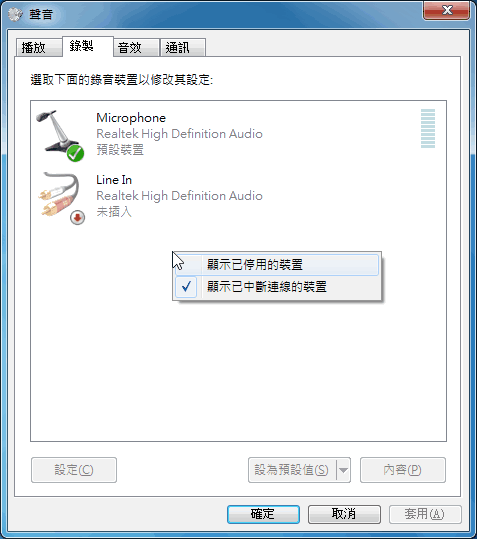 聲音
播放
錄製
音效
通訊
選取下面的錄音裝置以修改其設定:
Microphone
Realtek High Definition Audio
預設裝置
Line In
Realtek High Definition Audio
未插入
顯示已停用的裝置
顯示已中斷連線的裝置
設定(C)
設為預設值(S)
內容(P)
確定
取消
套用(A)